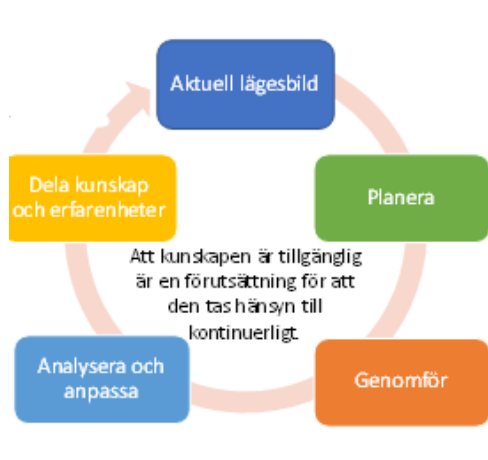 Aktuell lägesbild
Planera
Genomför
Analysera och
anpassa
Dela kunskap
och erfarenheter
Att kunskapen är tillgänglig
är en förutsättning för att
den tas hänsyn till
kontinuerligt.